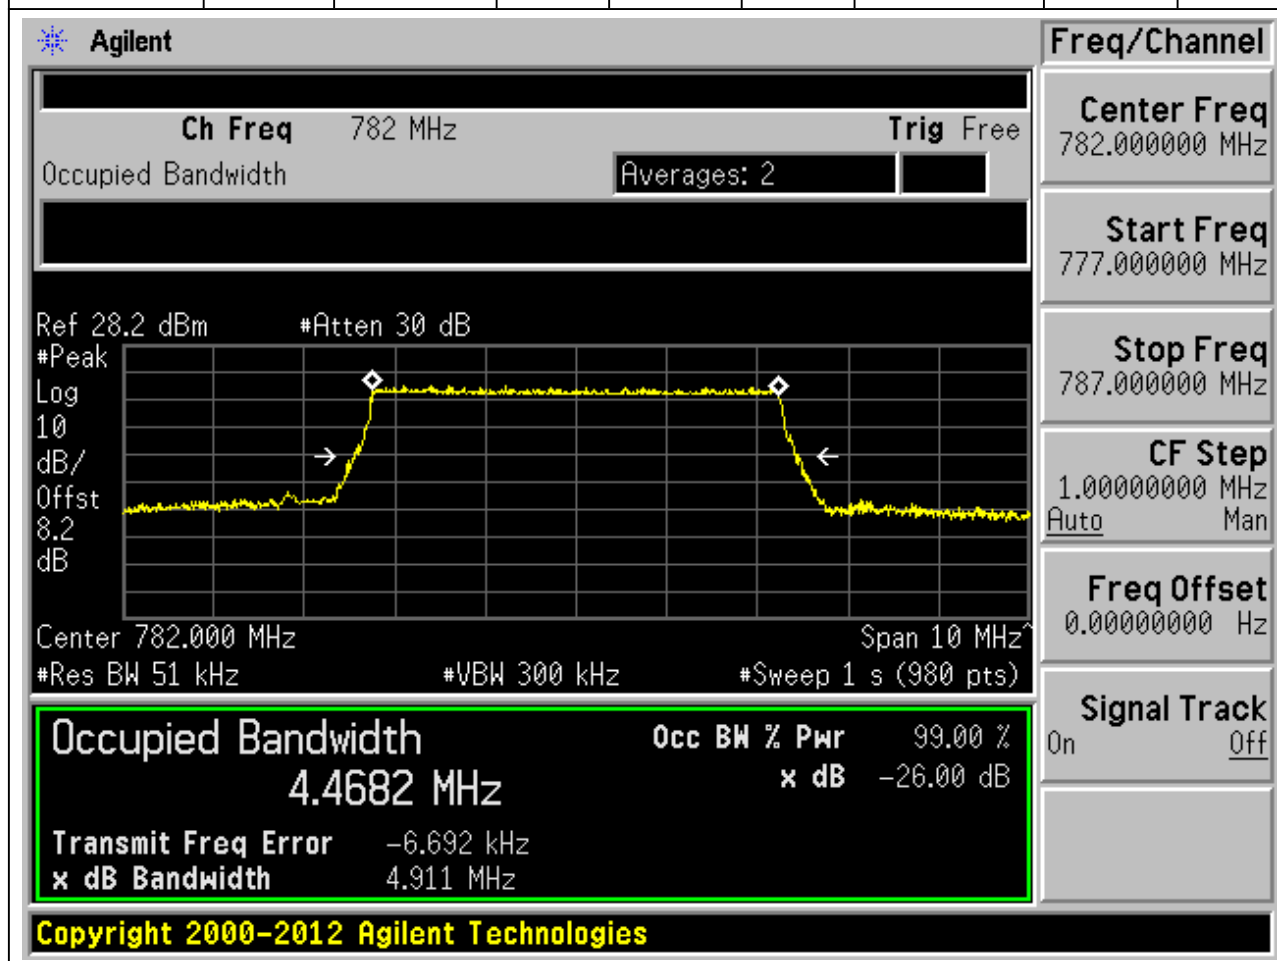 Agilent
Freq/Channel
Ch Freq 782 MHz Trig Free
Occupied Bandwidth Averages: 2
Center Freq
782.000000 MHz
Start Freq
777.000000 MHz
Stop Freq
787.000000 MHz
CF Step
1.00000000 MHz
Auto Man
Freq Offset
0.00000000 Hz
Signal Track
On Off
Ref 28.2 dBm #Atten 30 dB
#Peak
Log
10
dB/
Offst
8.2
dB
Center 782.000 MHz Span 10 MHz^
#Res BW 51 kHz #VBW 300 kHz #Sweep 1 s (980 pts)
Occupied Bandwidth Occ BW % Pwr 99.00 %
4.4682 MHz x dB -26.00 dB
Transmit Freq Error -6.692 kHz
x dB Bandwidth 4.911 MHz
Copyright 2000-2012 Agilent Technologies